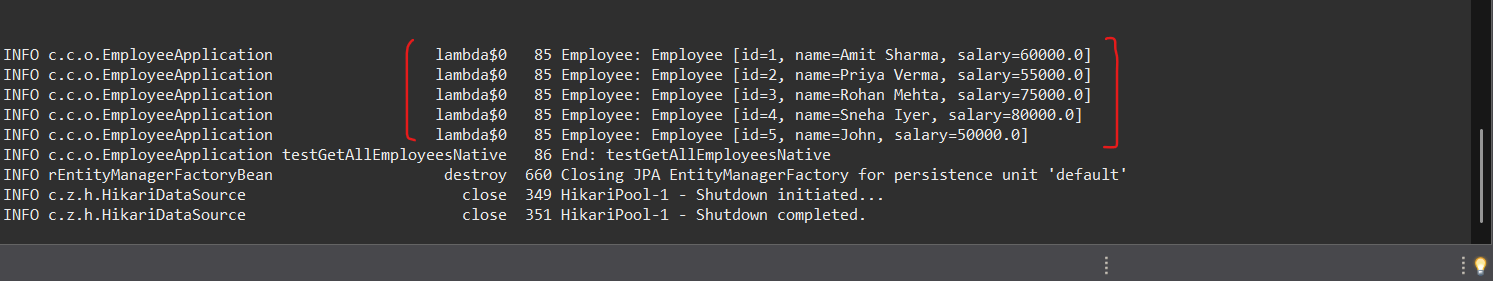 INFO c.c.o.EmployeeApplication                  lambda$0   85 Employee: Employee [id=1, name=Amit Sharma, salary=60000.0]
INFO c.c.o.EmployeeApplication                  lambda$0   85 Employee: Employee [id=2, name=Priya Verma, salary=55000.0]
INFO c.c.o.EmployeeApplication                  lambda$0   85 Employee: Employee [id=3, name=Rohan Mehta, salary=75000.0]
INFO c.c.o.EmployeeApplication                  lambda$0   85 Employee: Employee [id=4, name=Sneha Iyer, salary=80000.0]
INFO c.c.o.EmployeeApplication                  lambda$0   85 Employee: Employee [id=5, name=John, salary=50000.0]
INFO c.c.o.EmployeeApplication testGetAllEmployeesNative   86 End: testGetAllEmployeesNative
INFO rEntityManagerFactoryBean                   destroy  660 Closing JPA EntityManagerFactory for persistence unit 'default'
INFO c.z.h.HikariDataSource                        close  349 HikariPool-1 - Shutdown initiated...
INFO c.z.h.HikariDataSource                        close  351 HikariPool-1 - Shutdown completed.